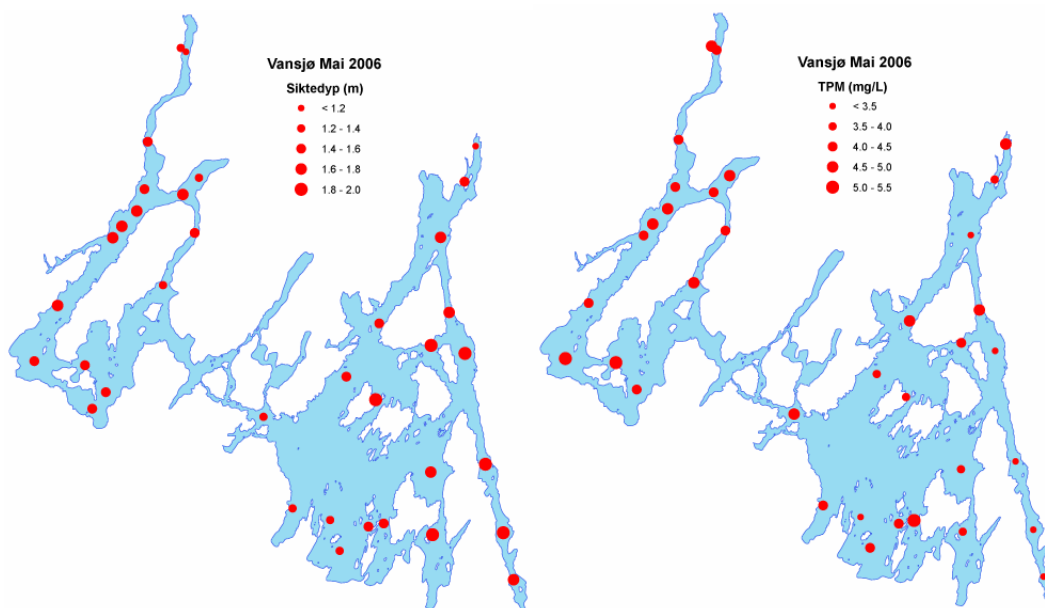 Vansjø Mai 2006
Siktedyp (m)
< 1.2
1.2 - 1.4
1.4 - 1.6
1.6 - 1.8
1.8 - 2.0
Vansjø Mai 2006
TPM (mg/L)
< 3.5
3.5 - 4.0
4.0 - 4.5
4.5 - 5.0
5.0 - 5.5